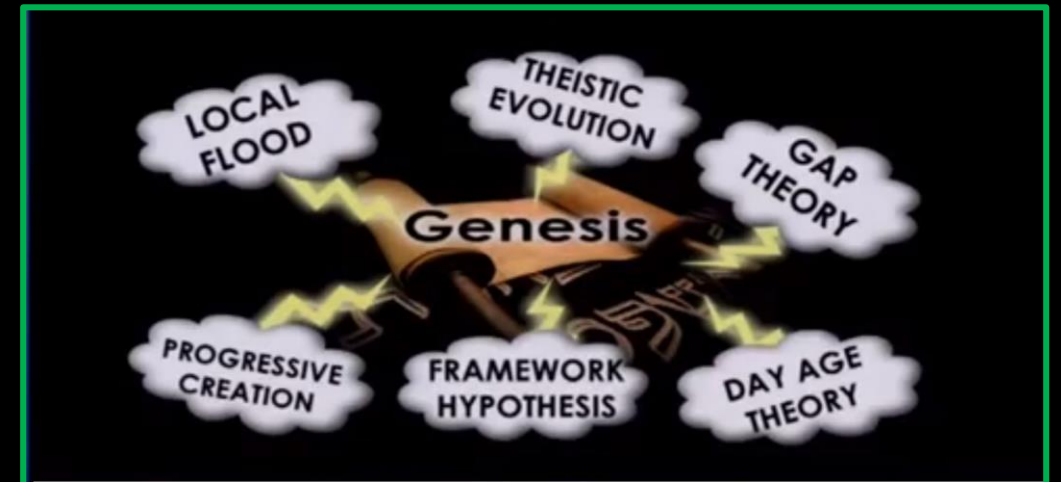 LOCAL
FLOOD
THEISTIC
EVOLUTION
GAP
THEORY
Genesis
PROGRESSIVE
CREATION
FRAMEWORK
HYPOTHESIS
DAY AGE
THEORY